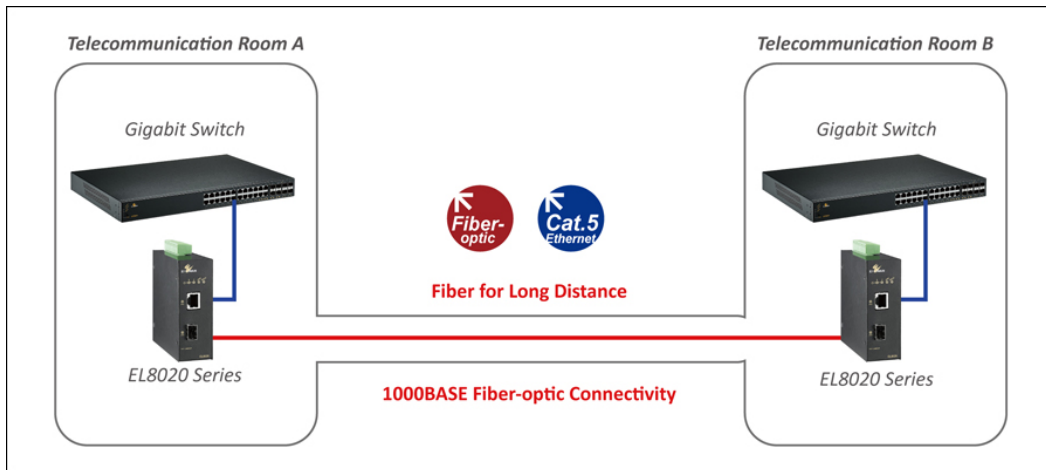 Telecommunication Room A
Telecommunication Room B
Gigabit Switch
Gigabit Switch
Fiber-
optic
Cat.5
Ethernet
Fiber for Long Distance
EL8020 Series
EL8020 Series
1000BASE Fiber-optic Connectivity